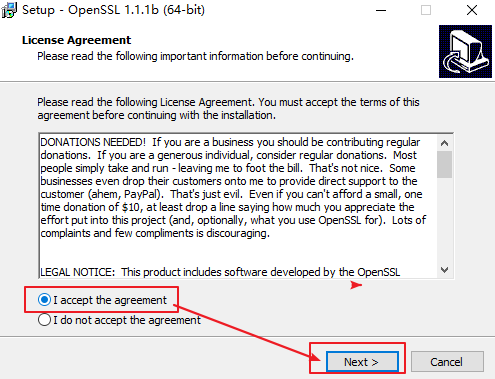 Setup - OpenSSL 1.1.1b (64-bit)
License Agreement
Please read the following important information before continuing.
Please read the following License Agreement. You must accept the terms of this
agreement before continuing with the installation.
DONATIONS NEEDED!  If you are a business you should be contributing regular
donations.  If you are a generous individual, consider regular donations.  Most
people simply take and run - leaving me to foot the bill.  That's not nice.  Some
businesses even drop their customers onto me to provide direct support to the
customer (ahem, PayPal).  That's just evil.  Even if you can't afford a small, one
time donation of $10, at least drop a line saying how much you appreciate the
effort put into this project (and, optionally, what you use OpenSSL for).  Lots of
complaints and few compliments is discouraging.
LEGAL NOTICE:  This product includes software developed by the OpenSSL
I accept the agreement
I do not accept the agreement
Next >
Cancel